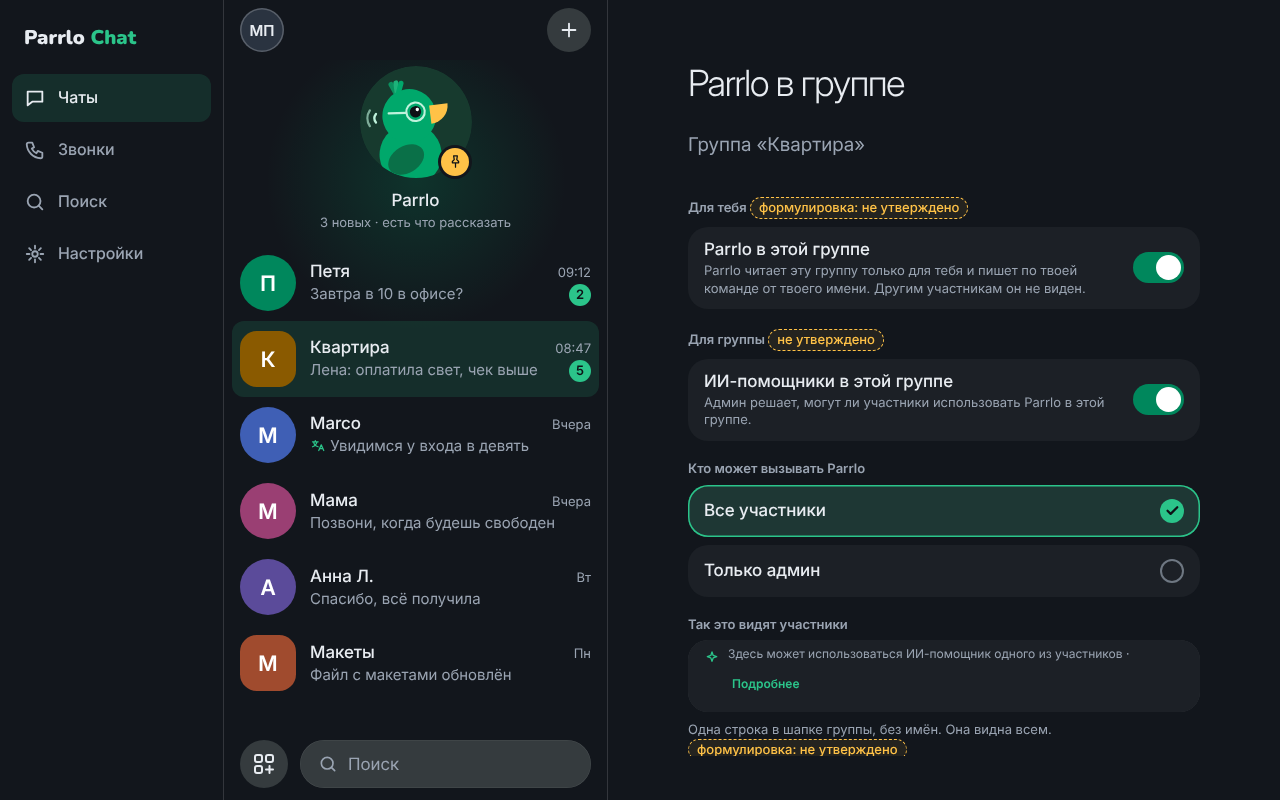 Parrlo Chat
Чаты
Звонки
Поиск
Настройки
МП
Parrlo
3 новых · есть что рассказать
П
Петя
09:12
Завтра в 10 в офисе?
2
К
Квартира
08:47
Лена: оплатила свет, чек выше
5
M
Marco
Вчера
Увидимся у входа в девять
М
Мама
Вчера
Позвони, когда будешь свободен
А
Анна Л.
Вт
Спасибо, всё получила
М
Макеты
Пн
Файл с макетами обновлён
Поиск
Parrlo в группе
Группа «Квартира»
Для тебя формулировка: не утверждено
Parrlo в этой группе
Parrlo читает эту группу только для тебя и пишет по твоей
команде от твоего имени. Другим участникам он не виден.
Для группы не утверждено
ИИ-помощники в этой группе
Админ решает, могут ли участники использовать Parrlo в этой
группе.
Кто может вызывать Parrlo
Все участники
Только админ
Так это видят участники
Здесь может использоваться ИИ-помощник одного из участников ·
Подробнее
Одна строка в шапке группы, без имён. Она видна всем.
формулировка: не утверждено